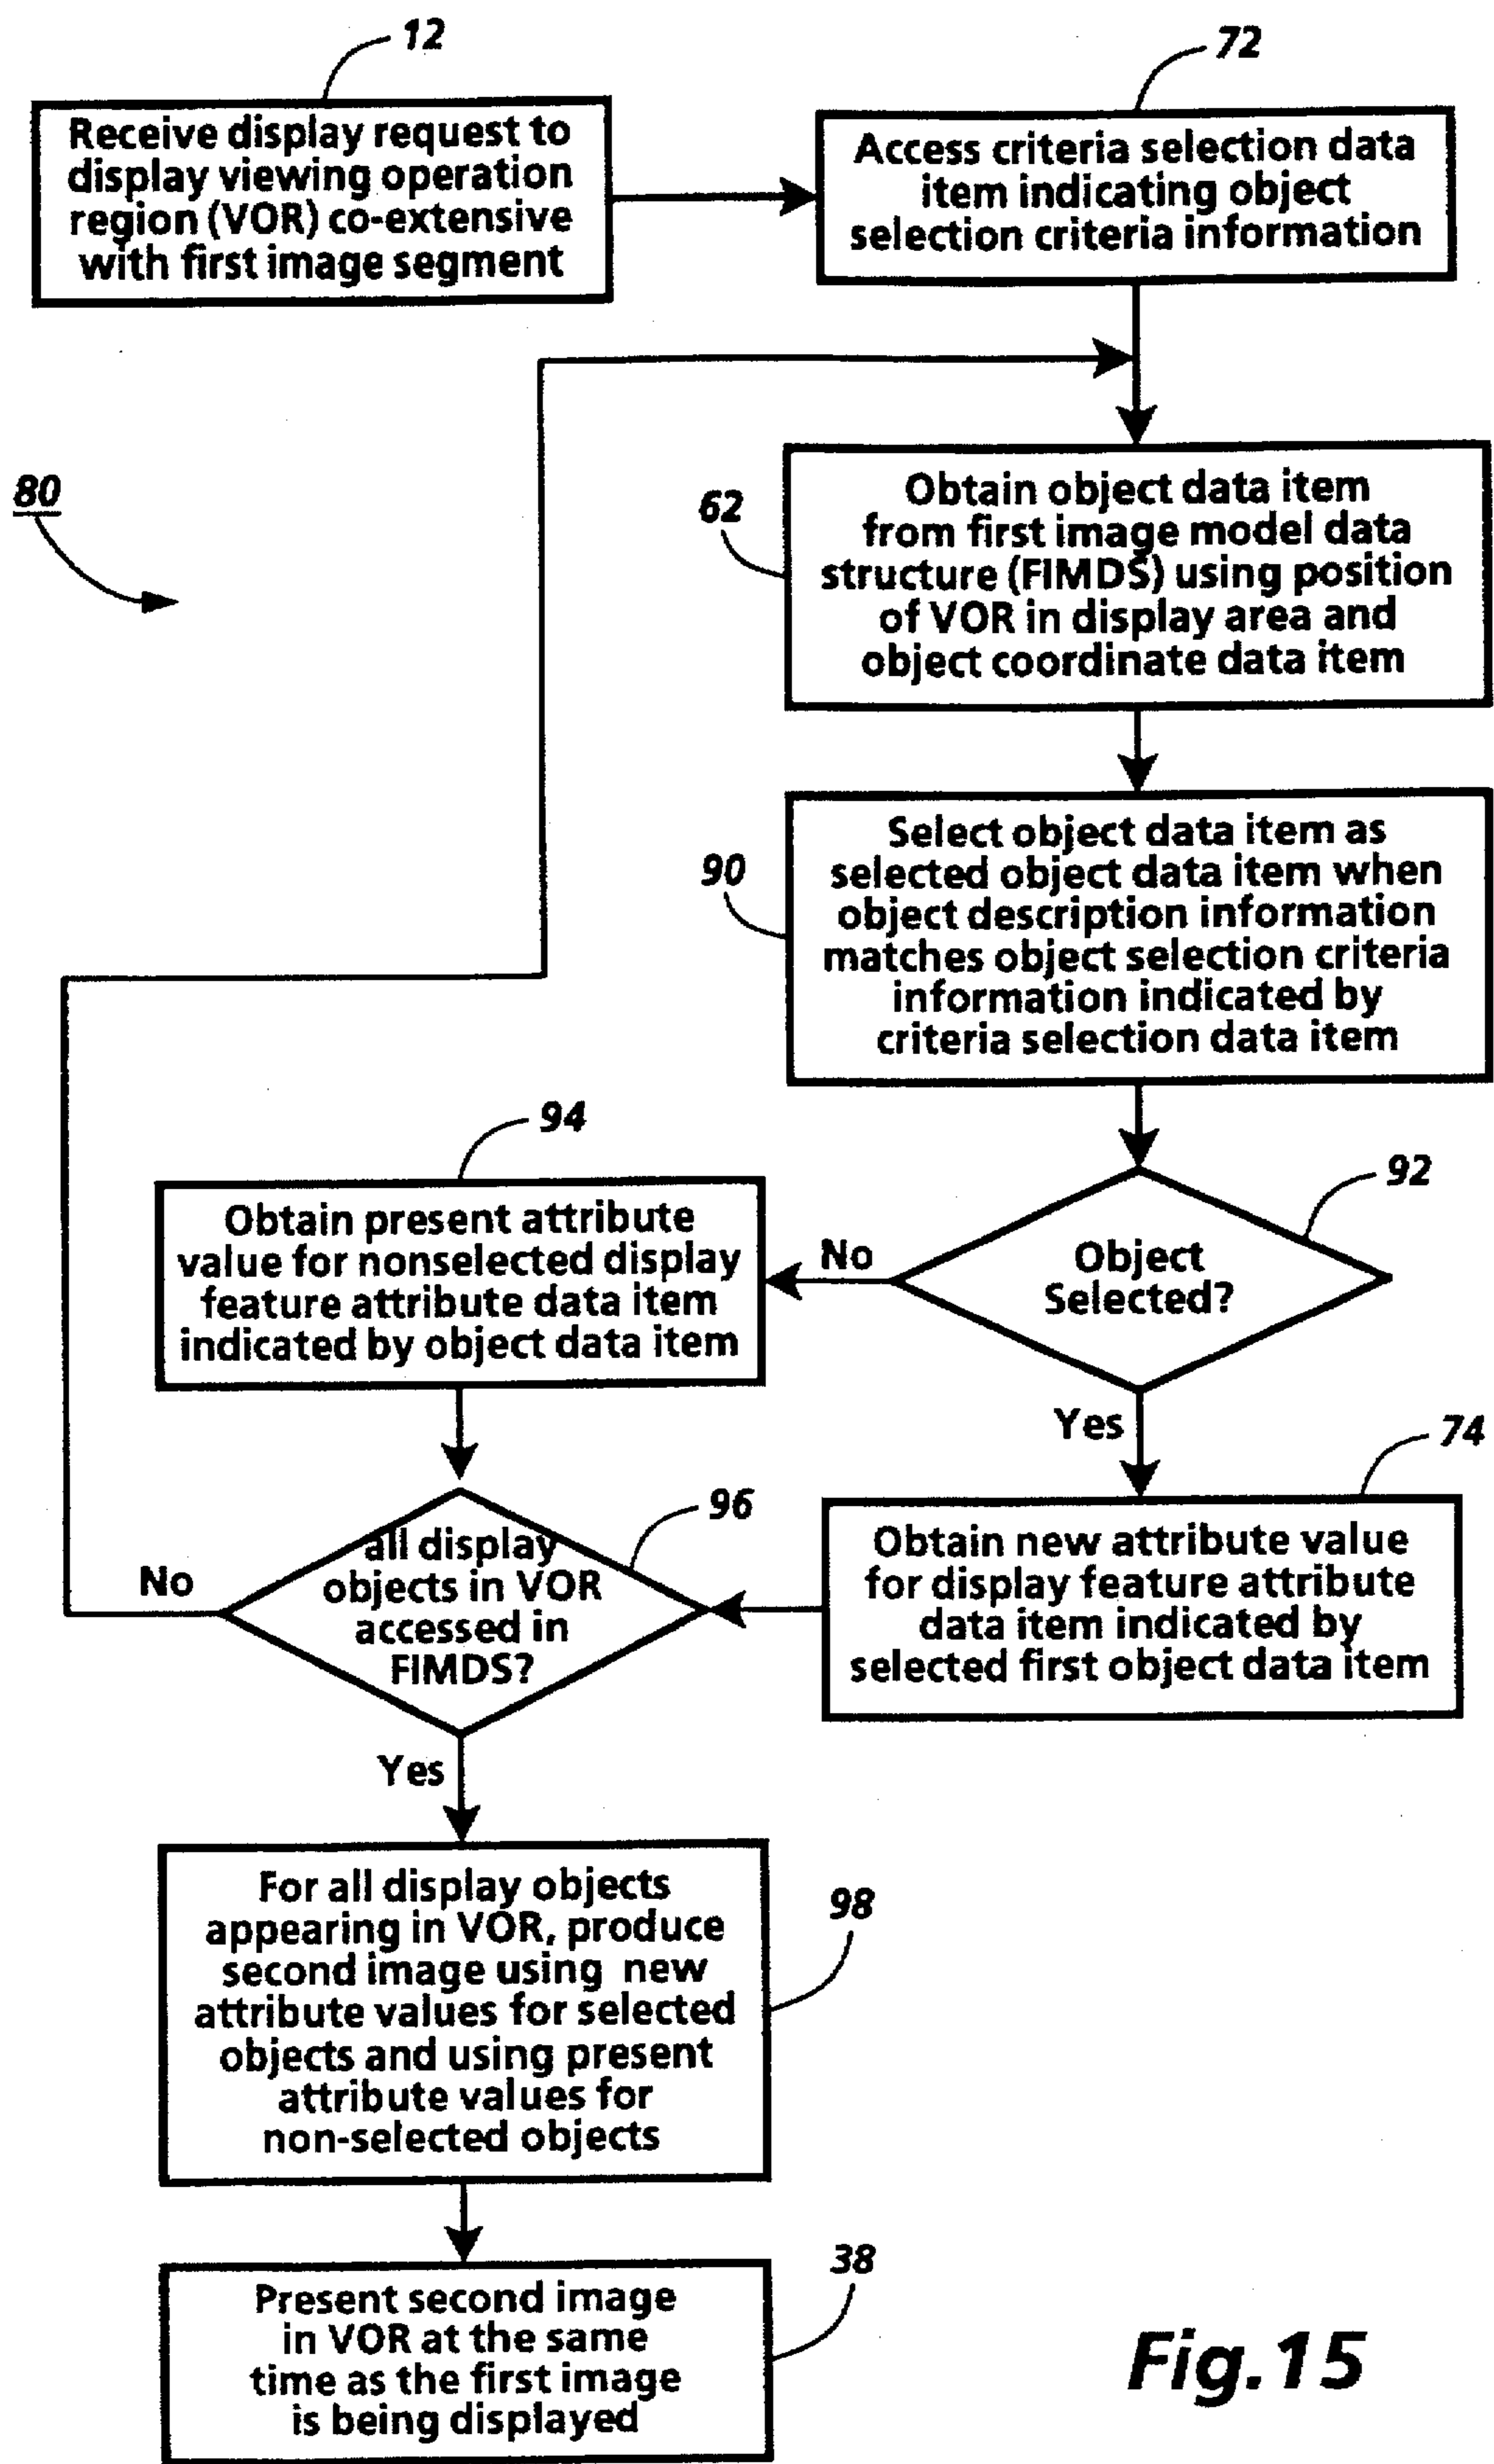 12
Receive display request to
display viewing operation
region (VOR) co-extensive
with first image segment
72
Access criteria selection data
item indicating object
selection criteria information
80
62
Obtain object data item
from first image model data
structure (FIMDS) using position
of VOR in display area and
object coordinate data item
90
Select object data item as
selected object data item when
object description information
matches object selection criteria
information indicated by
criteria selection data item
92
Object
Selected?
No
Yes
94
Obtain present attribute
value for nonselected display
feature attribute data item
indicated by object data item
74
Obtain new attribute value
for display feature attribute
data item indicated by
selected first object data item
96
all display
objects in VOR
accessed in
FIMDS?
No
Yes
98
For all display objects
appearing in VOR, produce
second image using new
attribute values for selected
objects and using present
attribute values for
non-selected objects
38
Present second image
in VOR at the same
time as the first image
is being displayed
Fig.15